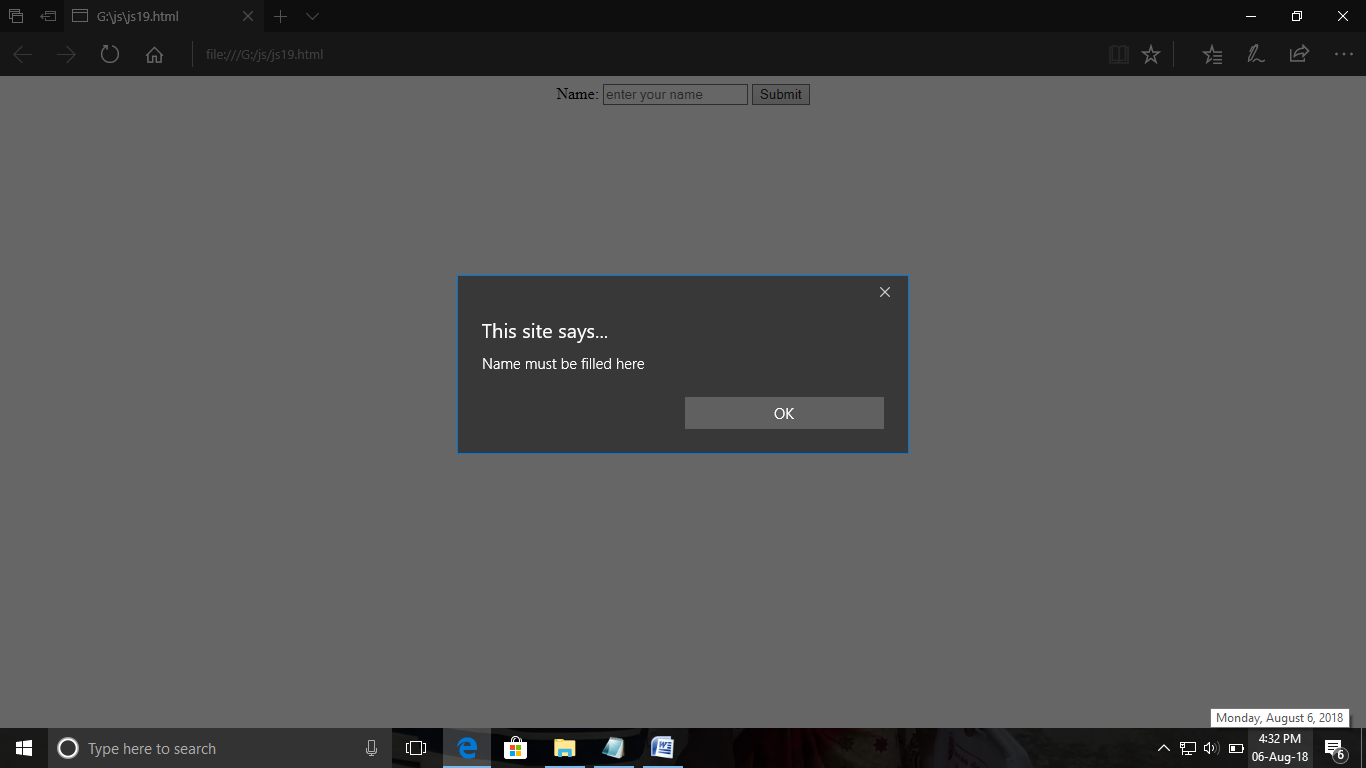 G:\js\js19.html
file:///G:/js/js19.html
Name: enter your name Submit
This site says...
Name must be filled here
OK
Monday, August 6, 2018
Type here to search
4:32 PM
06-Aug-18
6